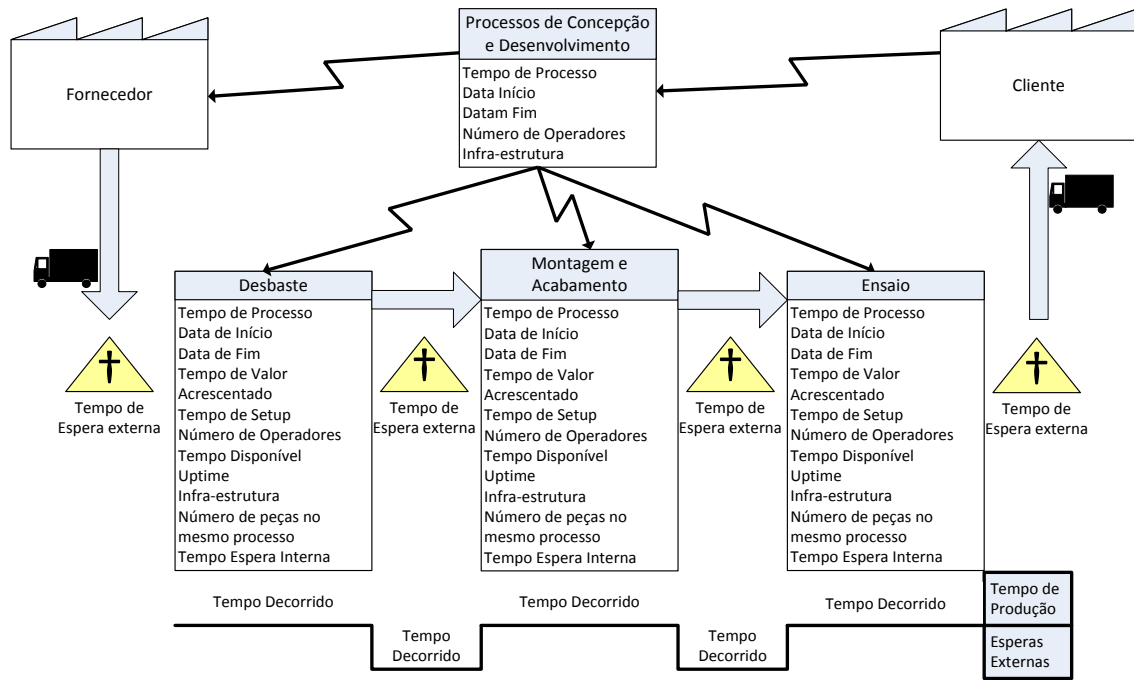 Fornecedor
Processos de Concepção
e Desenvolvimento
Tempo de Processo
Data Início
Datam Fim
Número de Operadores
Infra-estrutura
Cliente
Desbaste
Tempo de Processo
Data de Início
Data de Fim
Tempo de Valor
Acrescentado
Tempo de Setup
Número de Operadores
Tempo Disponível
Uptime
Infra-estrutura
Número de peças no
mesmo processo
Tempo Espera Interna
Montagem e
Acabamento
Tempo de Processo
Data de Início
Data de Fim
Tempo de Valor
Acrescentado
Tempo de Setup
Número de Operadores
Tempo Disponível
Uptime
Infra-estrutura
Número de peças no
mesmo processo
Tempo Espera Interna
Ensaio
Tempo de Processo
Data de Início
Data de Fim
Tempo de Valor
Acrescentado
Tempo de Setup
Número de Operadores
Tempo Disponível
Uptime
Infra-estrutura
Número de peças no
mesmo processo
Tempo Espera Interna
Tempo de
Espera externa
Tempo de
Espera externa
Tempo de
Espera externa
Tempo de
Espera externa
Tempo Decorrido
Tempo Decorrido
Tempo Decorrido
Tempo de
Produção
Tempo
Decorrido
Tempo
Decorrido
Esperas
Externas